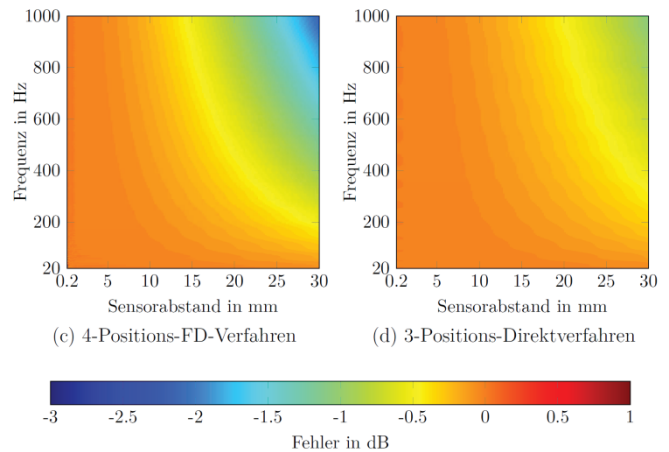 1000
800
600
400
200
20
Frequenz in Hz
0.2 5 10 15 20 25 30
Sensorabstand in mm
(c) 4-Positions-FD-Verfahren
1000
800
600
400
200
20
Frequenz in Hz
0.2 5 10 15 20 25 30
Sensorabstand in mm
(d) 3-Positions-Direktverfahren
-3 -2.5 -2 -1.5 -1 -0.5 0 0.5 1
Fehler in dB